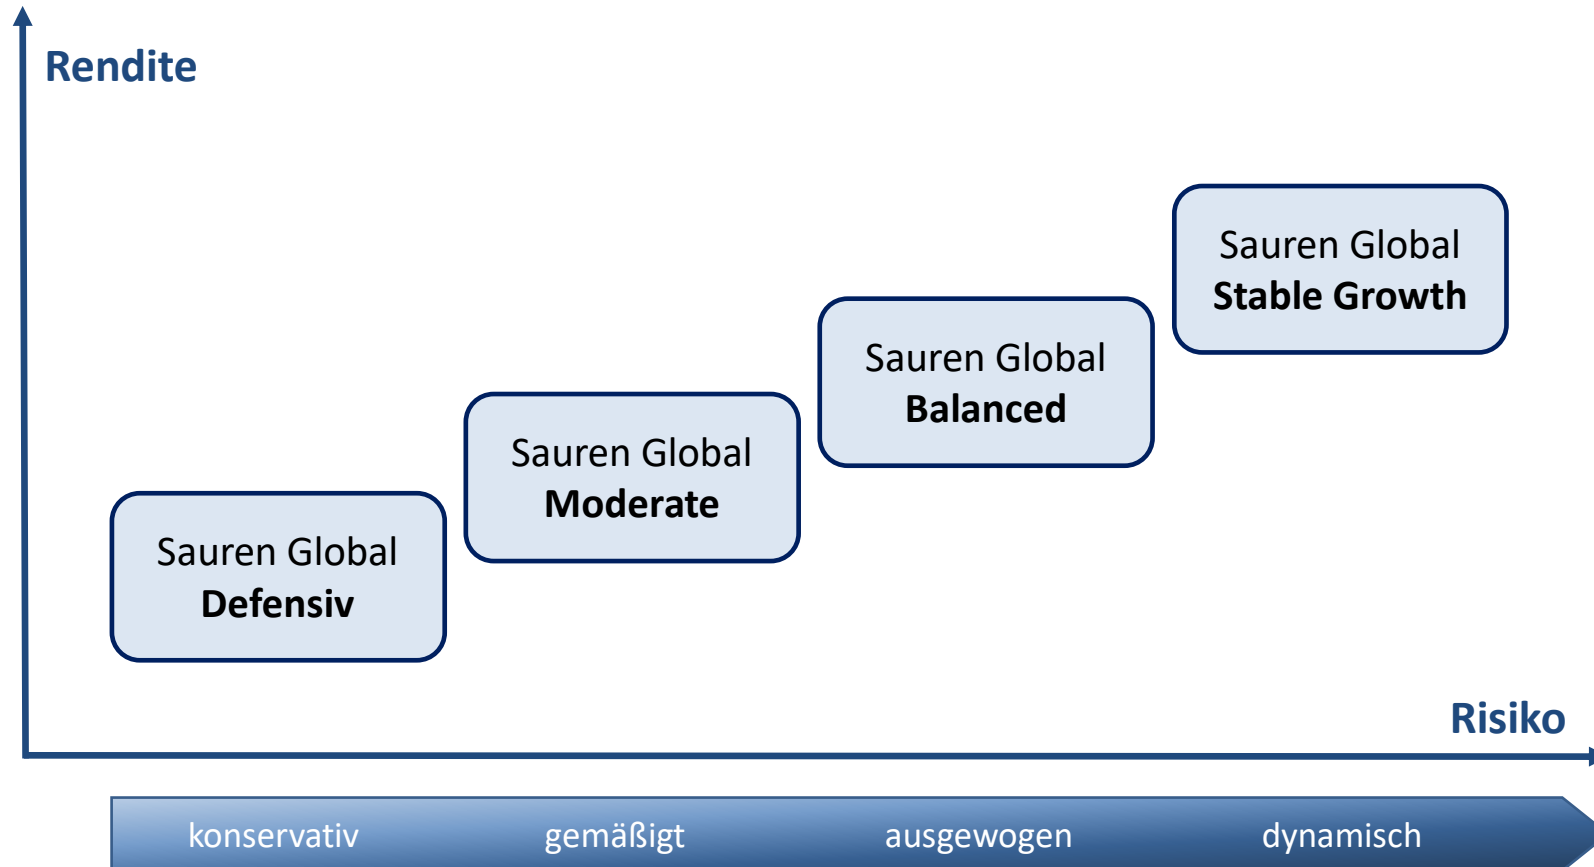 Rendite
Sauren Global
Stable Growth
Sauren Global
Balanced
Sauren Global
Moderate
Sauren Global
Defensiv
Risiko
konservativ
gemäßigt
ausgewogen
dynamisch